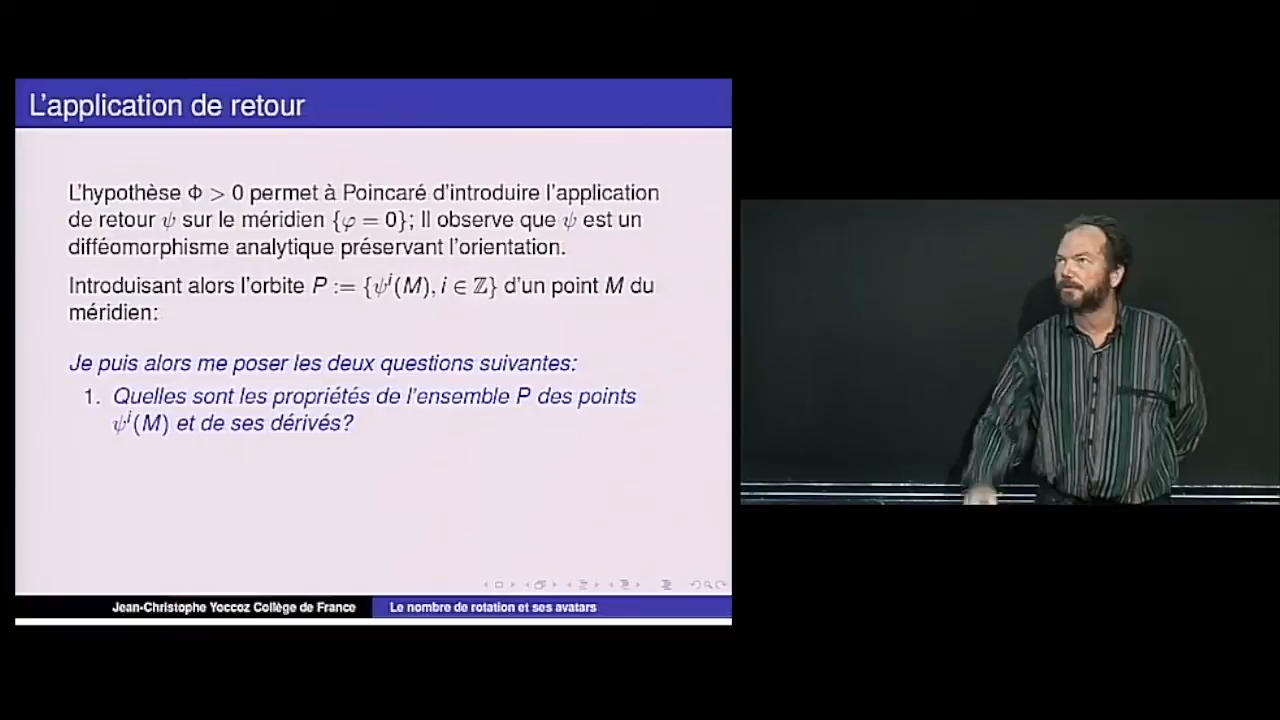 L'application de retour
L'hypothèse Φ > 0 permet à Poincaré d'introduire l'application
de retour ψ sur le méridien {φ = 0}; Il observe que ψ est un
difféomorphisme analytique préservant l'orientation.
Introduisant alors l'orbite P := {ψⁱ(M), i ∈ ℤ} d'un point M du
méridien:
Je puis alors me poser les deux questions suivantes:
1. Quelles sont les propriétés de l'ensemble P des points
ψⁱ(M) et de ses dérivés?
Jean-Christophe Yoccoz Collège de France
Le nombre de rotation et ses avatars